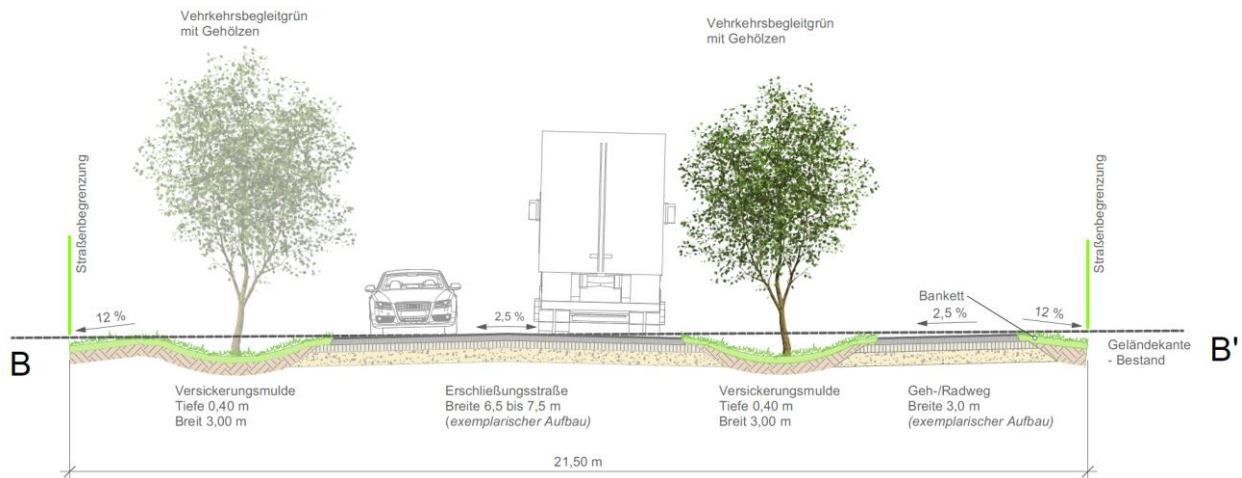 Vehrkehrsbegleitgrün
mit Gehölzen
Vehrkehrsbegleitgrün
mit Gehölzen
Straßenbegrenzung
Straßenbegrenzung
12 %
2,5 %
Bankett
2,5 %
12 %
Geländekante
- Bestand
B
B'
Versickerungsmulde
Tiefe 0,40 m
Breit 3,00 m
Erschließungsstraße
Breite 6,5 bis 7,5 m
(exemplarischer Aufbau)
Versickerungsmulde
Tiefe 0,40 m
Breit 3,00 m
Geh-/Radweg
Breite 3,0 m
(exemplarischer Aufbau)
21,50 m